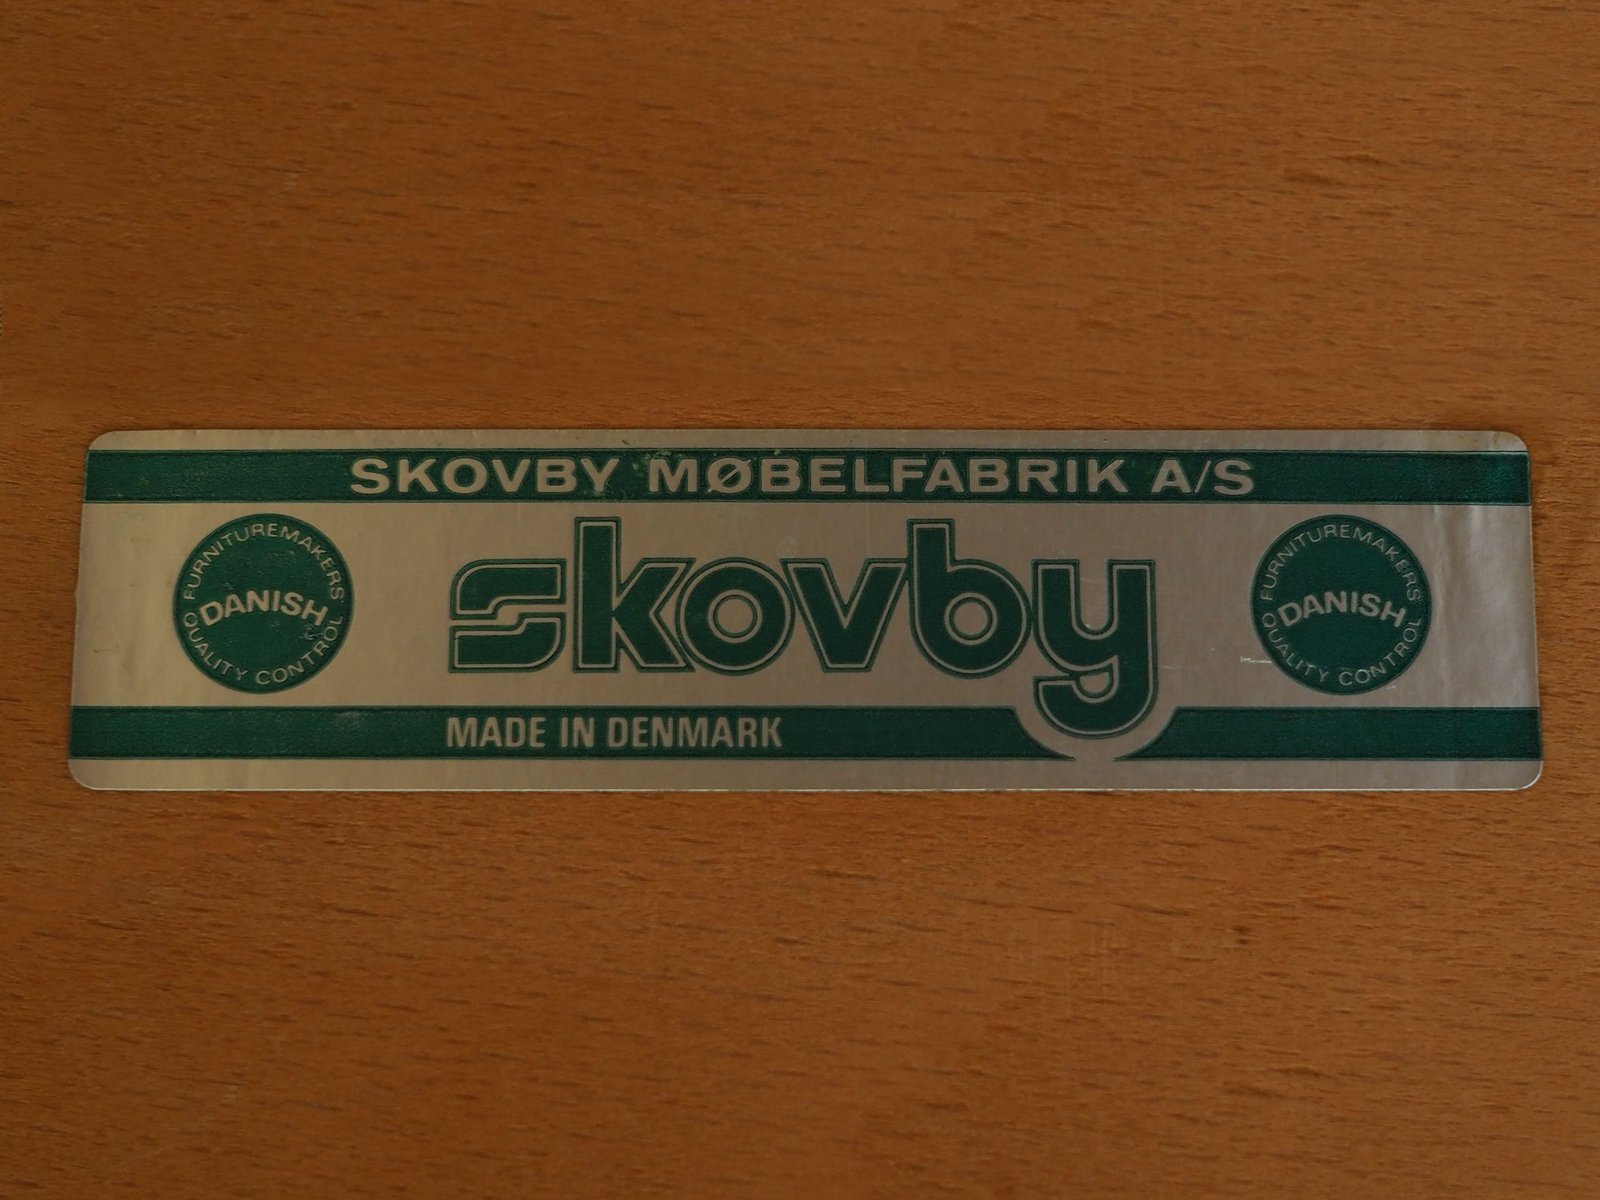 SKOVBY MØBELFABRIK A/S
FURNITUREMAKERS'
DANISH
QUALITY CONTROL
skovby
FURNITUREMAKERS'
DANISH
QUALITY CONTROL
MADE IN DENMARK